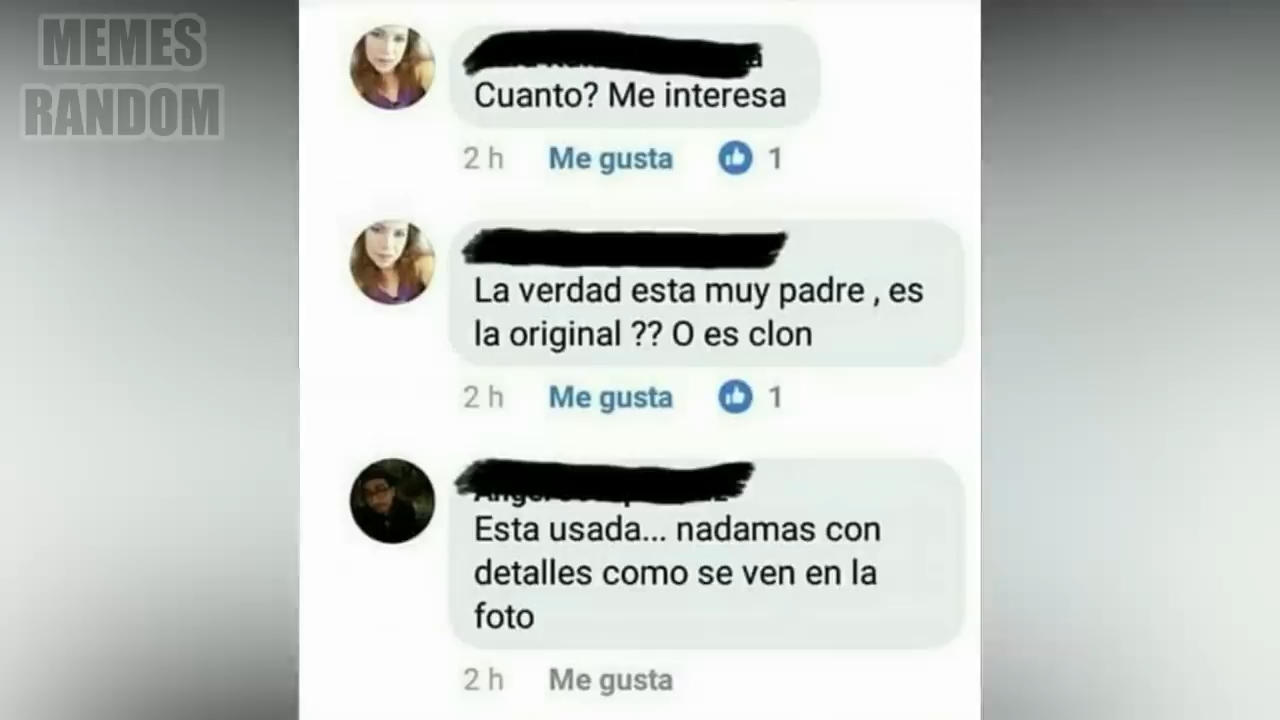 MEMES
RANDOM
Cuanto? Me interesa
2 h Me gusta 1
La verdad esta muy padre , es
la original ?? O es clon
2 h Me gusta 1
Esta usada... nadamas con
detalles como se ven en la
foto
2 h Me gusta